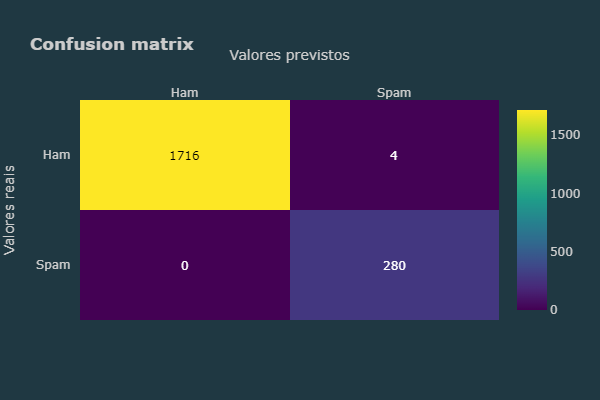 Confusion matrix
Valores previstos
Ham Spam
Valores reais
Ham 1716 4
Spam 0 280
1500
1000
500
0